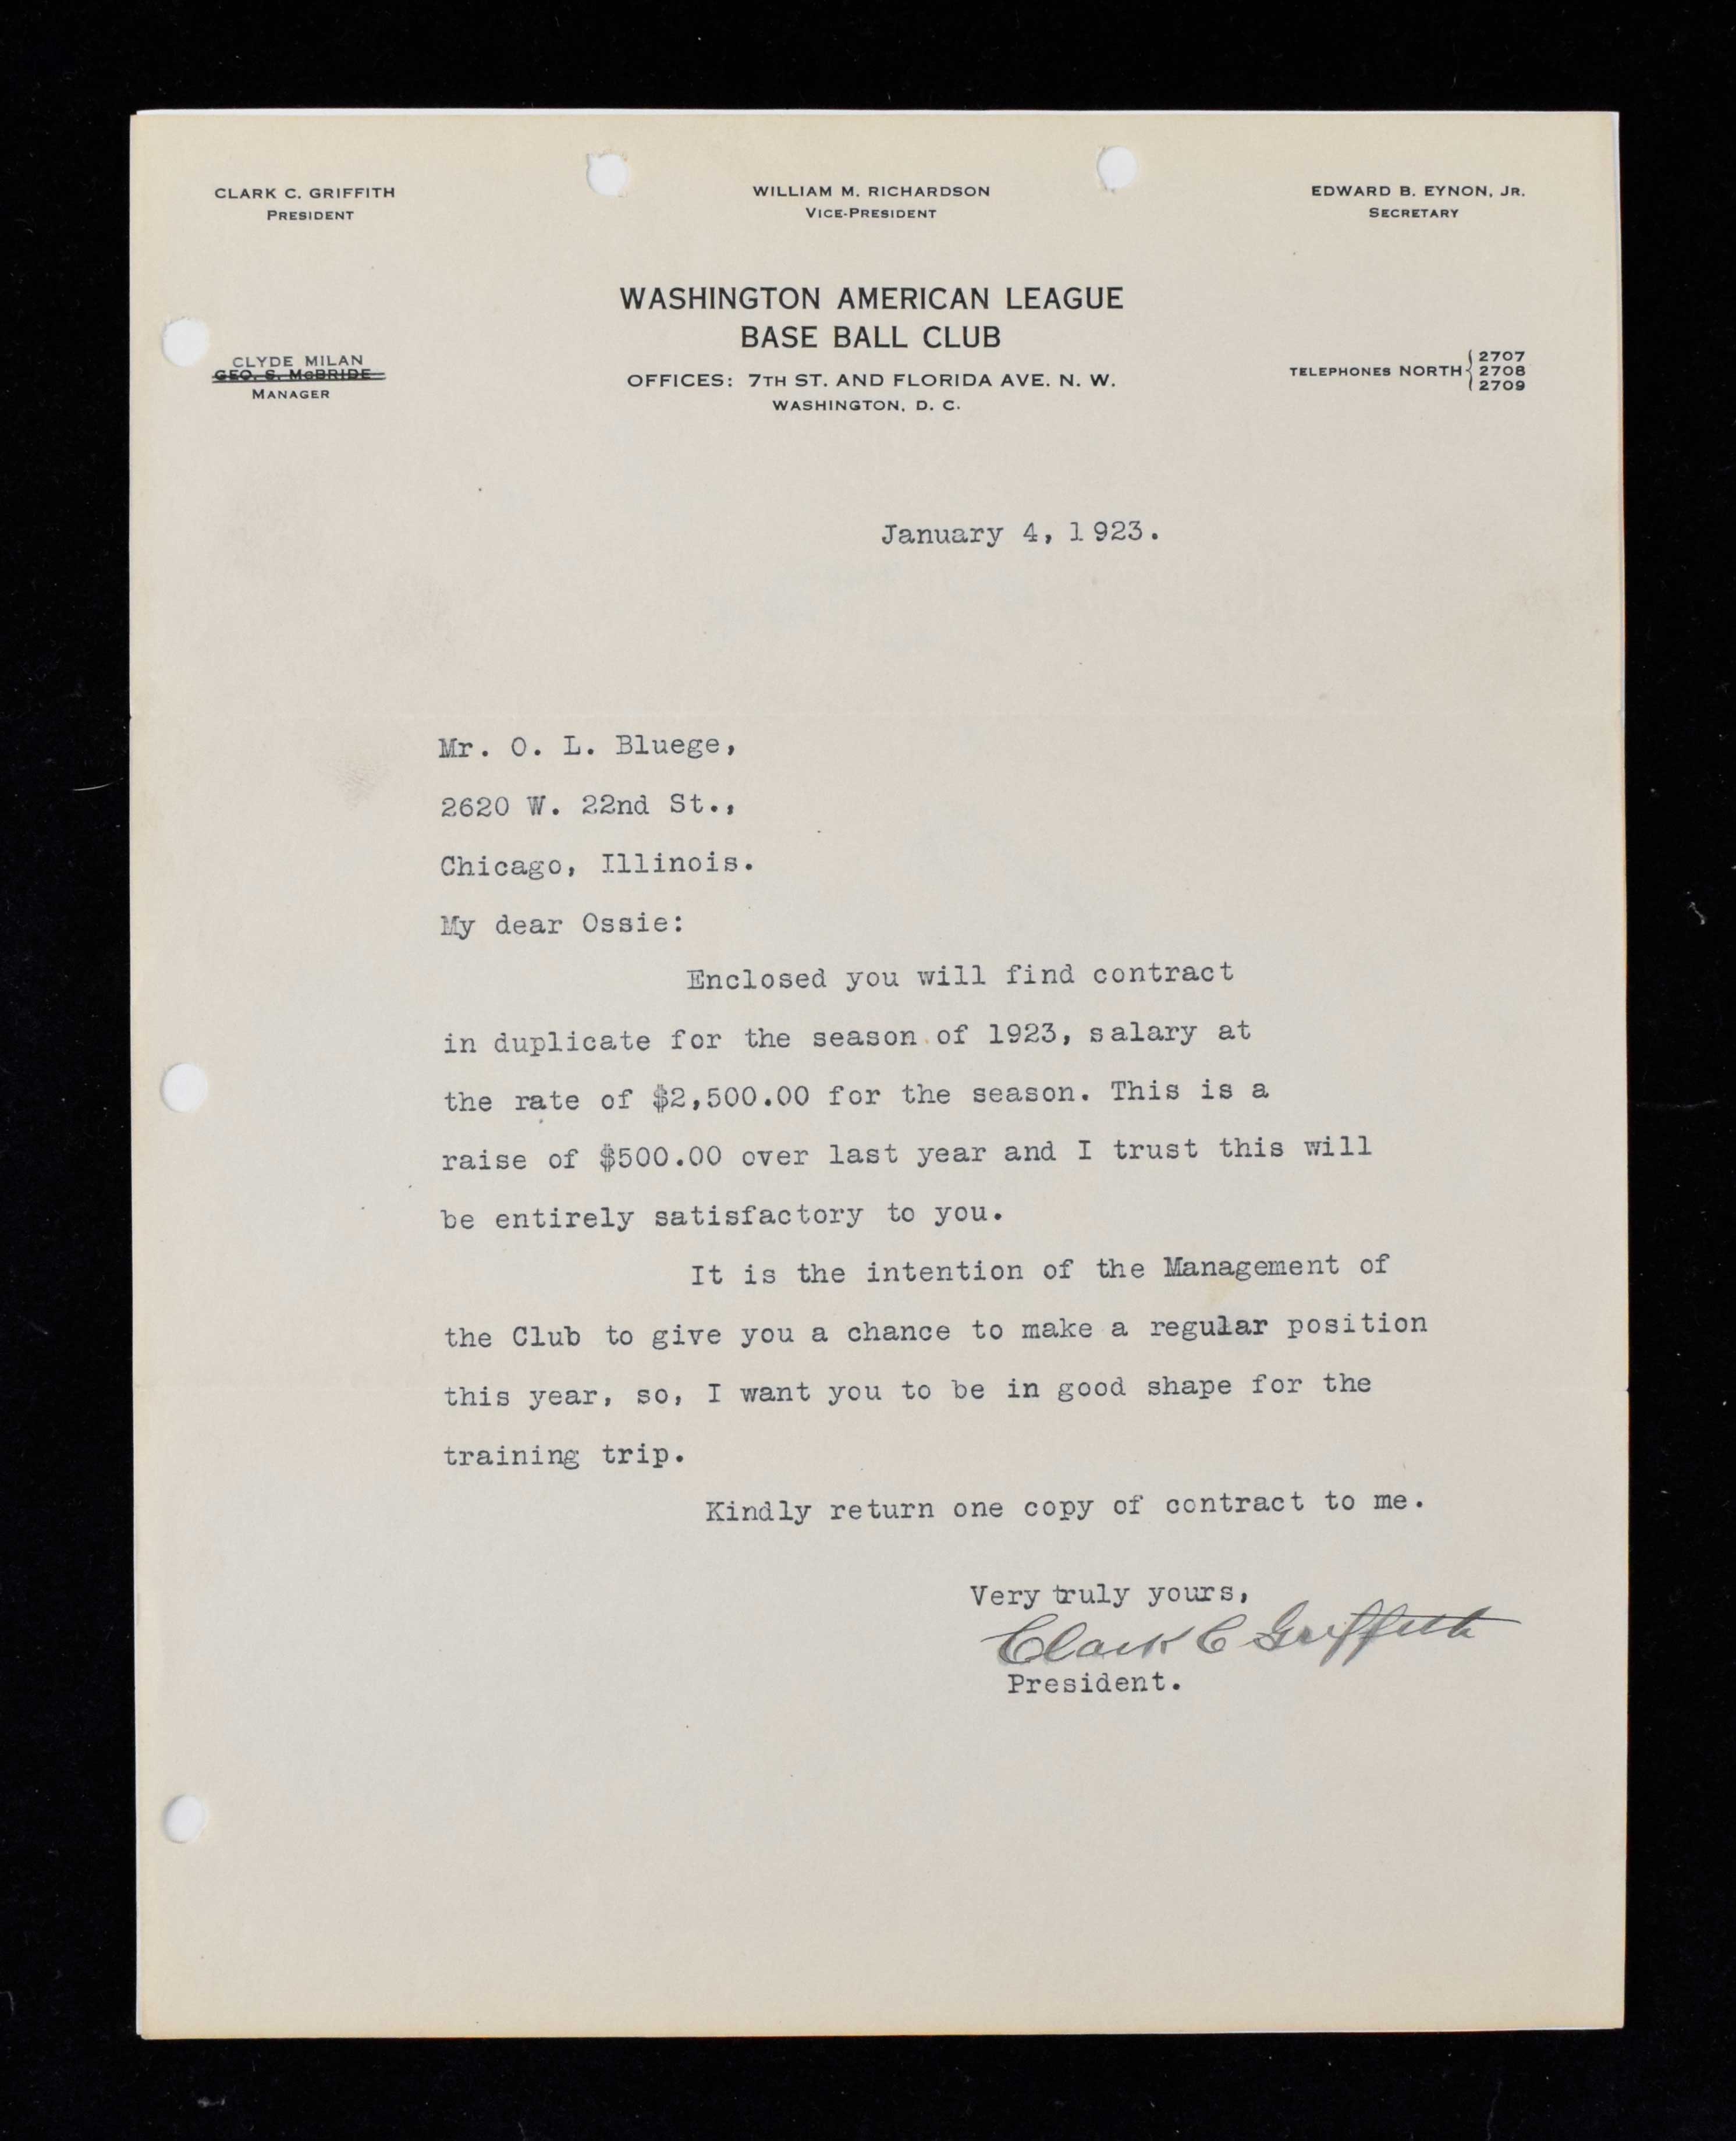 CLARK C. GRIFFITH
PRESIDENT
WILLIAM M. RICHARDSON
VICE-PRESIDENT
EDWARD B. EYNON, JR.
SECRETARY
WASHINGTON AMERICAN LEAGUE
BASE BALL CLUB
OFFICES: 7TH ST. AND FLORIDA AVE. N. W.
WASHINGTON, D. C.
CLYDE MILAN
GEO. S. McBRIDE
MANAGER
TELEPHONES NORTH { 2707
2708
2709
January 4, 1923.
Mr. O. L. Bluege,
2620 W. 22nd St.,
Chicago, Illinois.
My dear Ossie:
Enclosed you will find contract
in duplicate for the season of 1923, salary at
the rate of $2,500.00 for the season. This is a
raise of $500.00 over last year and I trust this will
be entirely satisfactory to you.
It is the intention of the Management of
the Club to give you a chance to make a regular position
this year, so, I want you to be in good shape for the
training trip.
Kindly return one copy of contract to me.
Very truly yours,
Clark C Griffith
President.